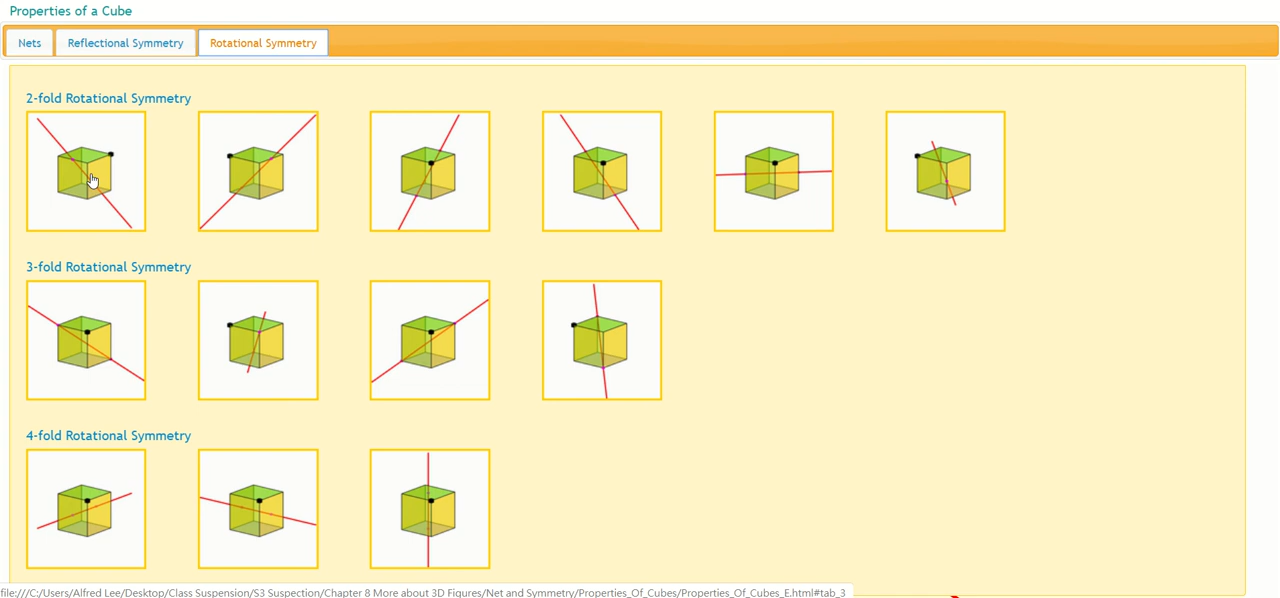 Properties of a Cube
Nets Reflectional Symmetry Rotational Symmetry
2-fold Rotational Symmetry
3-fold Rotational Symmetry
4-fold Rotational Symmetry
file:///C:/Users/Alfred Lee/Desktop/Class Suspension/S3 Suspection/Chapter 8 More about 3D Figures/Net and Symmetry/Properties_Of_Cubes/Properties_Of_Cubes_E.html#tab_3